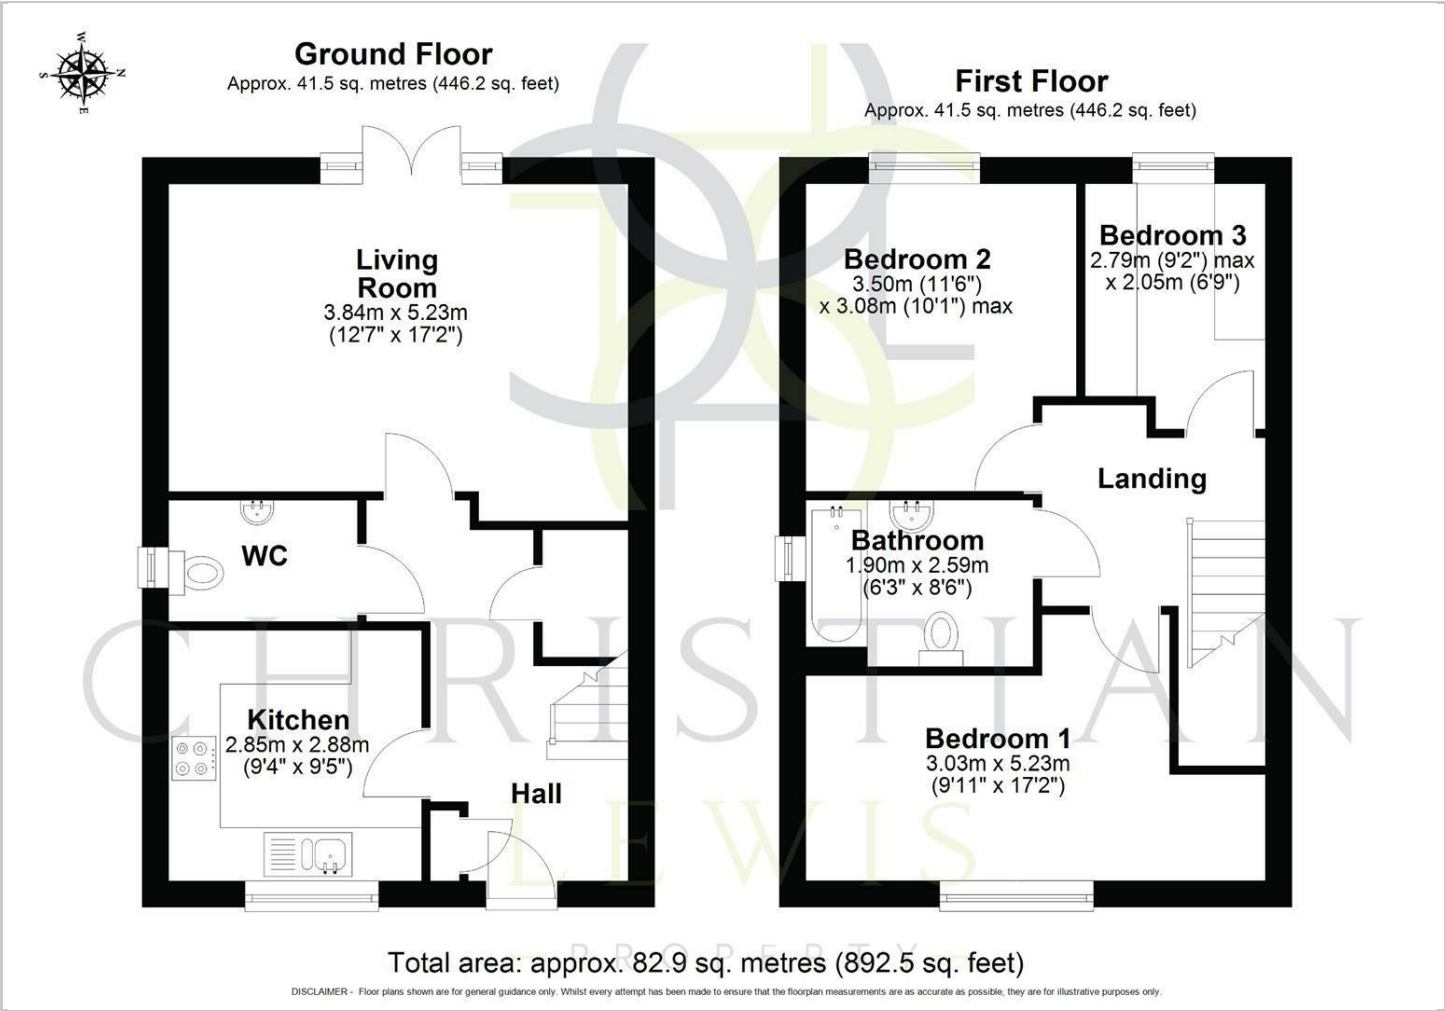 W
N
S
E
Ground Floor
Approx. 41.5 sq. metres (446.2 sq. feet)
First Floor
Approx. 41.5 sq. metres (446.2 sq. feet)
Living
Room
3.84m x 5.23m
(12'7" x 17'2")
WC
Kitchen
2.85m x 2.88m
(9'4" x 9'5")
Hall
Bedroom 2
3.50m (11'6")
x 3.08m (10'1") max
Bedroom 3
2.79m (9'2") max
x 2.05m (6'9")
Landing
Bathroom
1.90m x 2.59m
(6'3" x 8'6")
Bedroom 1
3.03m x 5.23m
(9'11" x 17'2")
CHRISTIAN
LEWIS
PROPERTY
Total area: approx. 82.9 sq. metres (892.5 sq. feet)
DISCLAIMER - Floor plans shown are for general guidance only. Whilst every attempt has been made to ensure that the floorplan measurements are as accurate as possible, they are for illustrative purposes only.